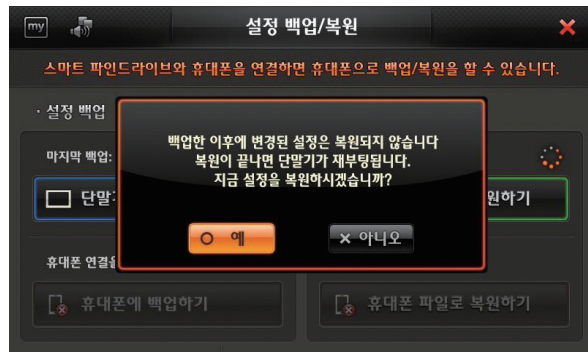 my
설정 백업/복원
스마트 파인드라이브와 휴대폰을 연결하면 휴대폰으로 백업/복원을 할 수 있습니다.
· 설정 백업
백업한 이후에 변경된 설정은 복원되지 않습니다
복원이 끝나면 단말기가 재부팅됩니다.
지금 설정을 복원하시겠습니까?
마지막 백업:
단말
원하기
예
아니오
휴대폰 연결
휴대폰에 백업하기
휴대폰 파일로 복원하기